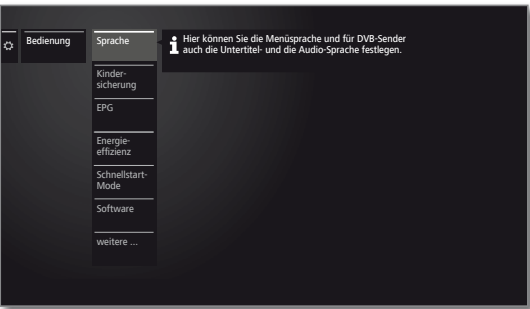 Bedienung
Sprache
Hier können Sie die Menüsprache und für DVB-Sender
auch die Untertitel- und die Audio-Sprache festlegen.
Kinder-
sicherung
EPG
Energie-
effizienz
Schnellstart-
Mode
Software
weitere ...